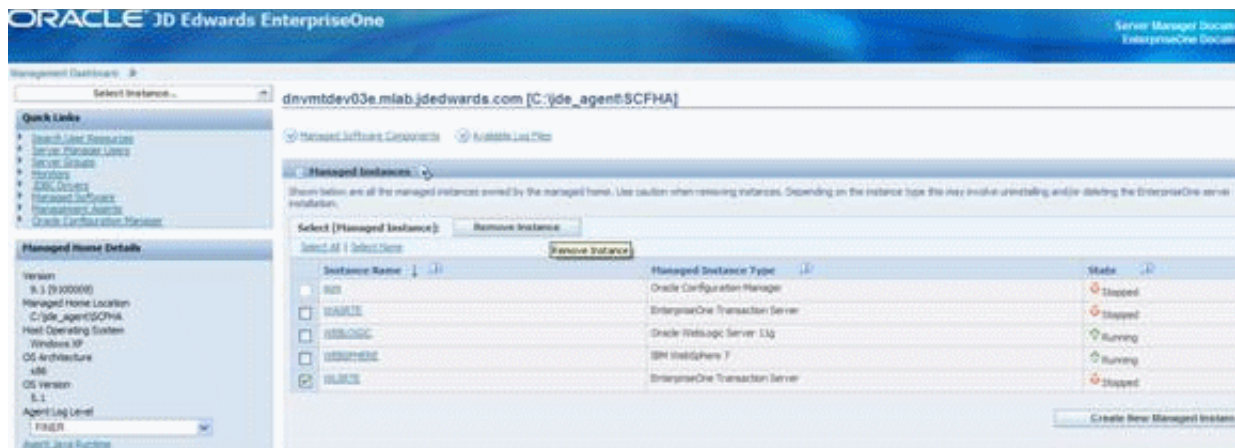 ORACLE JD Edwards EnterpriseOne
Server Manager Docum
EnterpriseOne Docum
Management Dashboard
Select Instance...
dnvmtdev03e.mlab.jdedwards.com [C:\jde_agent\SCFHA]
Quick Links
Search User Resources
Server Manager Users
Server Groups
Monitors
JDBC Drivers
Managed Software
Management Agents
Oracle Configuration Manager
Managed Software Components
Available Log Files
Managed Instances
Shown below are all the managed instances owned by the managed home. Use caution when removing instances. Depending on the instance type this may involve uninstalling and/or deleting the EnterpriseOne server
installation.
Select [Managed Instance]:
Remove Instance
Select All | Select None
Remove Instance
Instance Name
Managed Instance Type
State
Oracle Configuration Manager
Stopped
EnterpriseOne Transaction Server
Stopped
WEBLOGIC
Oracle WebLogic Server 11g
Running
WEBSPHERE
IBM WebSphere 7
Running
EnterpriseOne Transaction Server
Stopped
Create New Managed Instanc
Managed Home Details
Version
9.1
Managed Home Location
C:/jde_agent/SCFHA
Host Operating System
Windows XP
OS Architecture
x86
OS Version
5.1
Agent Log Level
FINER
Agent Java Runtime